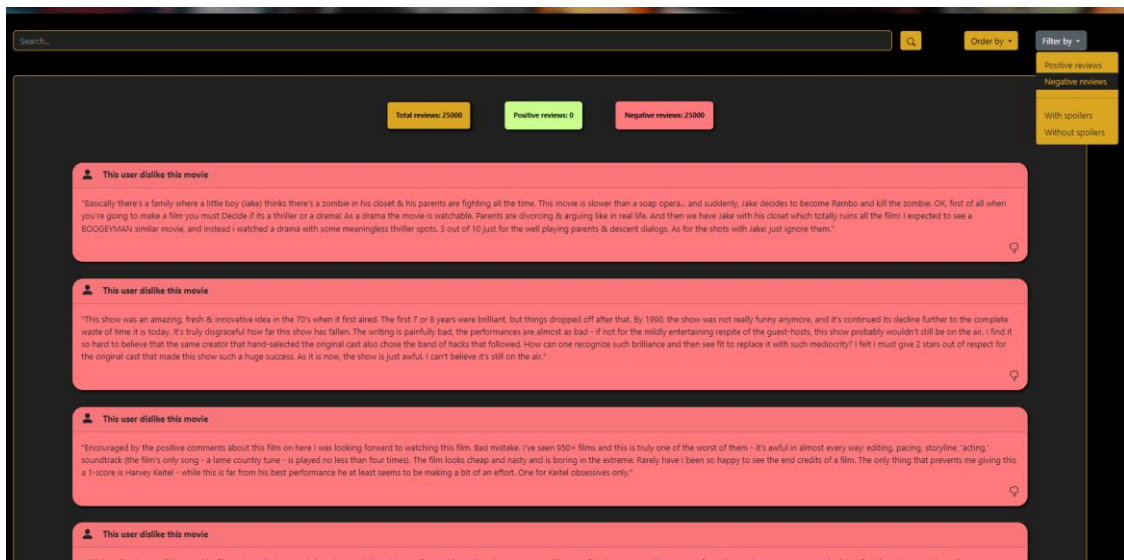 Search...
Order by
Filter by
Positive reviews
Negative reviews
With spoilers
Without spoilers
Total reviews: 25000
Positive reviews: 0
Negative reviews: 25000
This user dislike this movie
"Basically there's a family where a little boy (Jake) thinks there's a zombie in his closet & his parents are fighting all the time. This movie is slower than a soap opera... and suddenly, Jake decides to become Rambo and kill the zombie. OK, first of all when
you're going to make a film you must Decide if its a thriller or a drama! As a drama the movie is watchable. Parents are divorcing & arguing like in real life. And then we have Jake with his closet which totally ruins all the film! I expected to see a
BOOGEYMAN similar movie, and instead i watched a drama with some meaningless thriller spots. 3 out of 10 just for the well playing parents & descent dialogs. As for the shots with Jake: just ignore them."
This user dislike this movie
"This show was an amazing, fresh & innovative idea in the 70's when it first aired. The first 7 or 8 years were brilliant, but things dropped off after that. By 1990, the show was not really funny anymore, and it's continued its decline further to the complete
waste of time it is today. It's truly disgraceful how far this show has fallen. The writing is painfully bad, the performances are almost as bad - if not for the mildly entertaining respite of the guest-hosts, this show probably wouldn't still be on the air. I find it
so hard to believe that the same creator that hand-selected the original cast also chose the band of hacks that followed. How can one recognize such brilliance and then see fit to replace it with such mediocrity? I felt I must give 2 stars out of respect for
the original cast that made this show such a huge success. As it is now, the show is just awful. I can't believe it's still on the air."
This user dislike this movie
"Encouraged by the positive comments about this film on here I was looking forward to watching this film. Bad mistake. I've seen 950+ films and this is truly one of the worst of them - it's awful in almost every way: editing, pacing, storyline, 'acting,'
soundtrack (the film's only song - a lame country tune - is played no less than four times). The film looks cheap and nasty and is boring in the extreme. Rarely have I been so happy to see the end credits of a film. The only thing that prevents me giving this
a 1-score is Harvey Keitel - while this is far from his best performance he at least seems to be making a bit of an effort. One for Keitel obsessives only."
This user dislike this movie